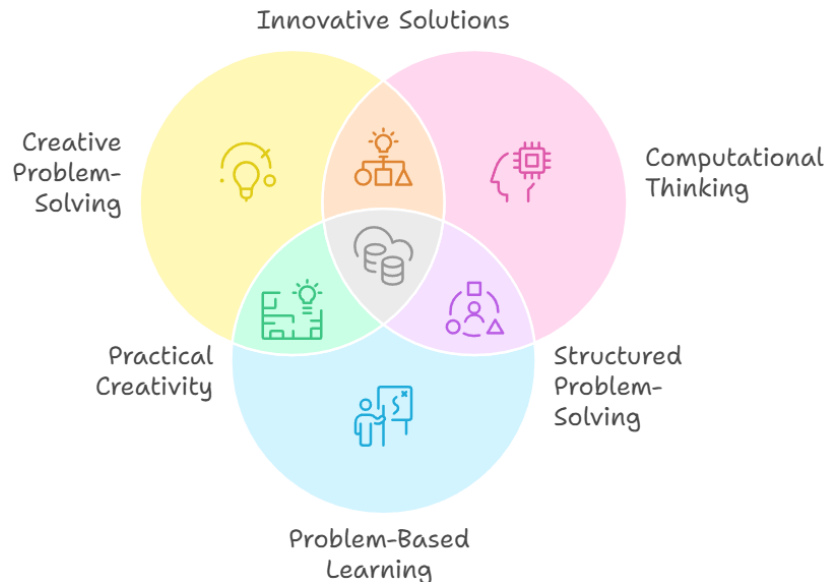 Innovative Solutions
Creative
Problem-
Solving
Computational
Thinking
Practical
Creativity
Structured
Problem-
Solving
Problem-Based
Learning